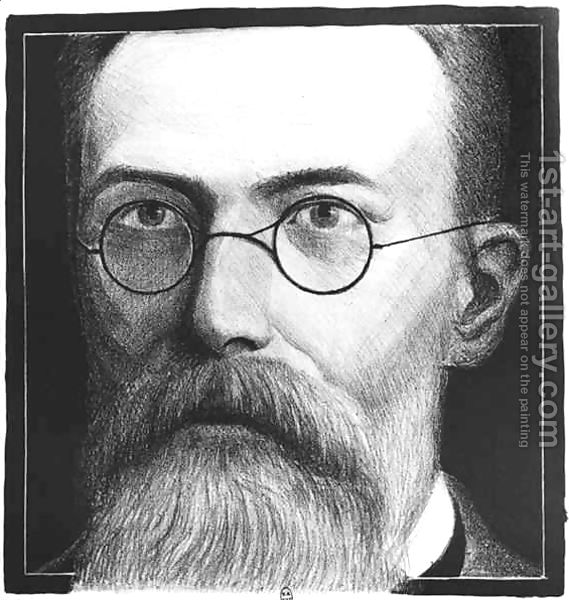 1st-art-gallery.com
This watermark does not appear on the painting